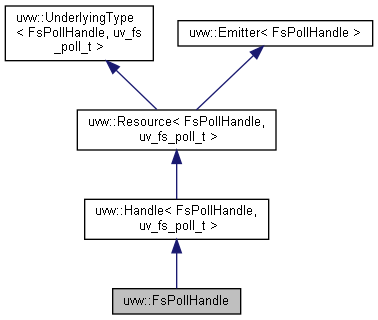 uvw::UnderlyingType
< FsPollHandle, uv_fs
_poll_t >
uvw::Emitter< FsPollHandle >
uvw::Resource< FsPollHandle,
uv_fs_poll_t >
uvw::Handle< FsPollHandle,
uv_fs_poll_t >
uvw::FsPollHandle